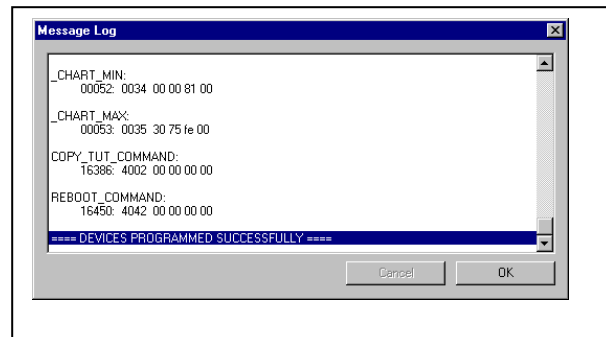 Message Log
_CHART_MIN:
00052: 0034 00 00 81 00
_CHART_MAX:
00053: 0035 30 75 fe 00
COPY_TUT_COMMAND:
16386: 4002 00 00 00 00
REBOOT_COMMAND:
16450: 4042 00 00 00 00
==== DEVICES PROGRAMMED SUCCESSFULLY ====
Cancel
OK